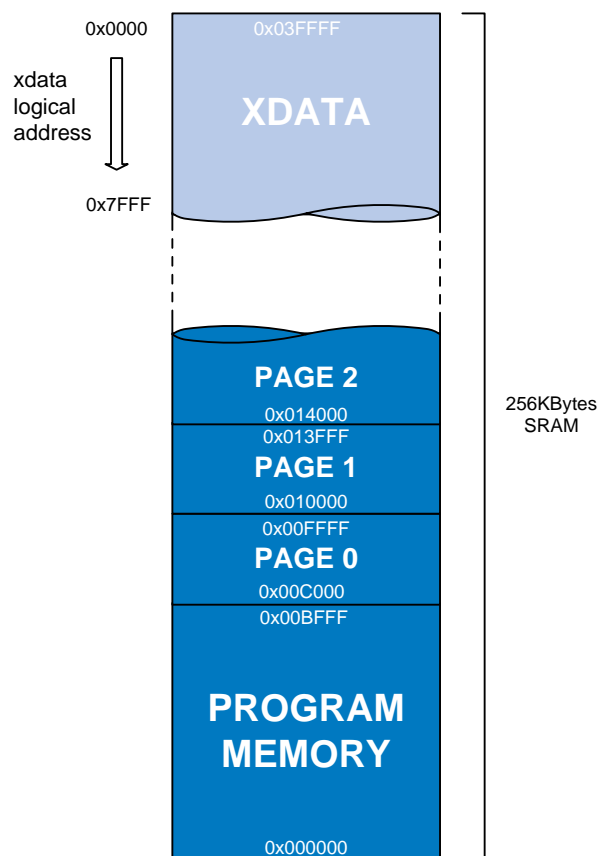 0x0000
0x03FFFF
xdata
logical
address
XDATA
0x7FFF
PAGE 2
0x014000
256KBytes
SRAM
0x013FFF
PAGE 1
0x010000
0x00FFFF
PAGE 0
0x00C000
0x00BFFF
PROGRAM
MEMORY
0x000000